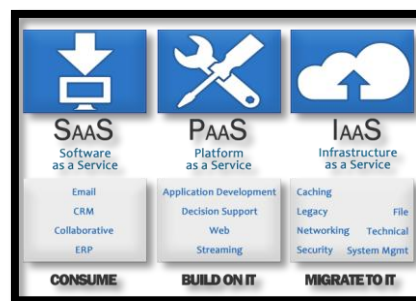 SAAS
Software
as a Service
Email
CRM
Collaborative
ERP
CONSUME
PAAS
Platform
as a Service
Application Development
Decision Support
Web
Streaming
BUILD ON IT
IAAS
Infrastructure
as a Service
Caching
Legacy File
Networking Technical
Security System Mgmt
MIGRATE TO IT